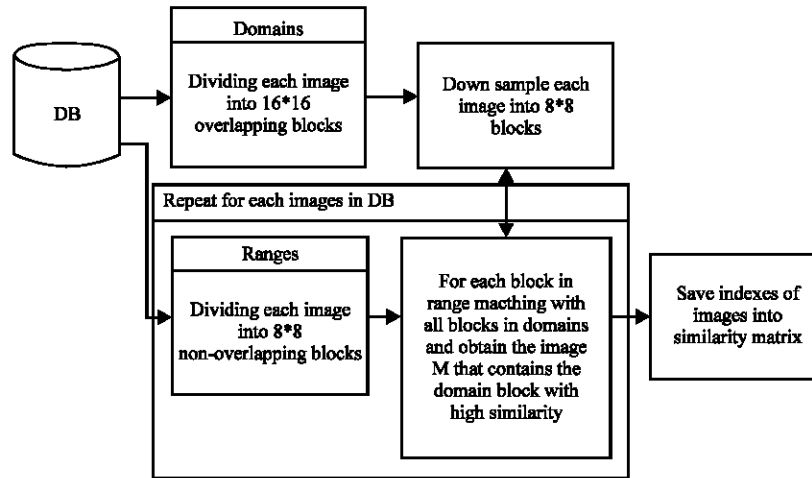 DB
Domains
Dividing each image
into 16*16
overlapping blocks
Down sample each
image into 8*8
blocks
Repeat for each images in DB
Ranges
Dividing each image
into 8*8
non-overlapping blocks
For each block in
range macthing with
all blocks in domains
and obtain the image
M that contains the
domain block with
high similarity
Save indexes of
images into
similarity matrix